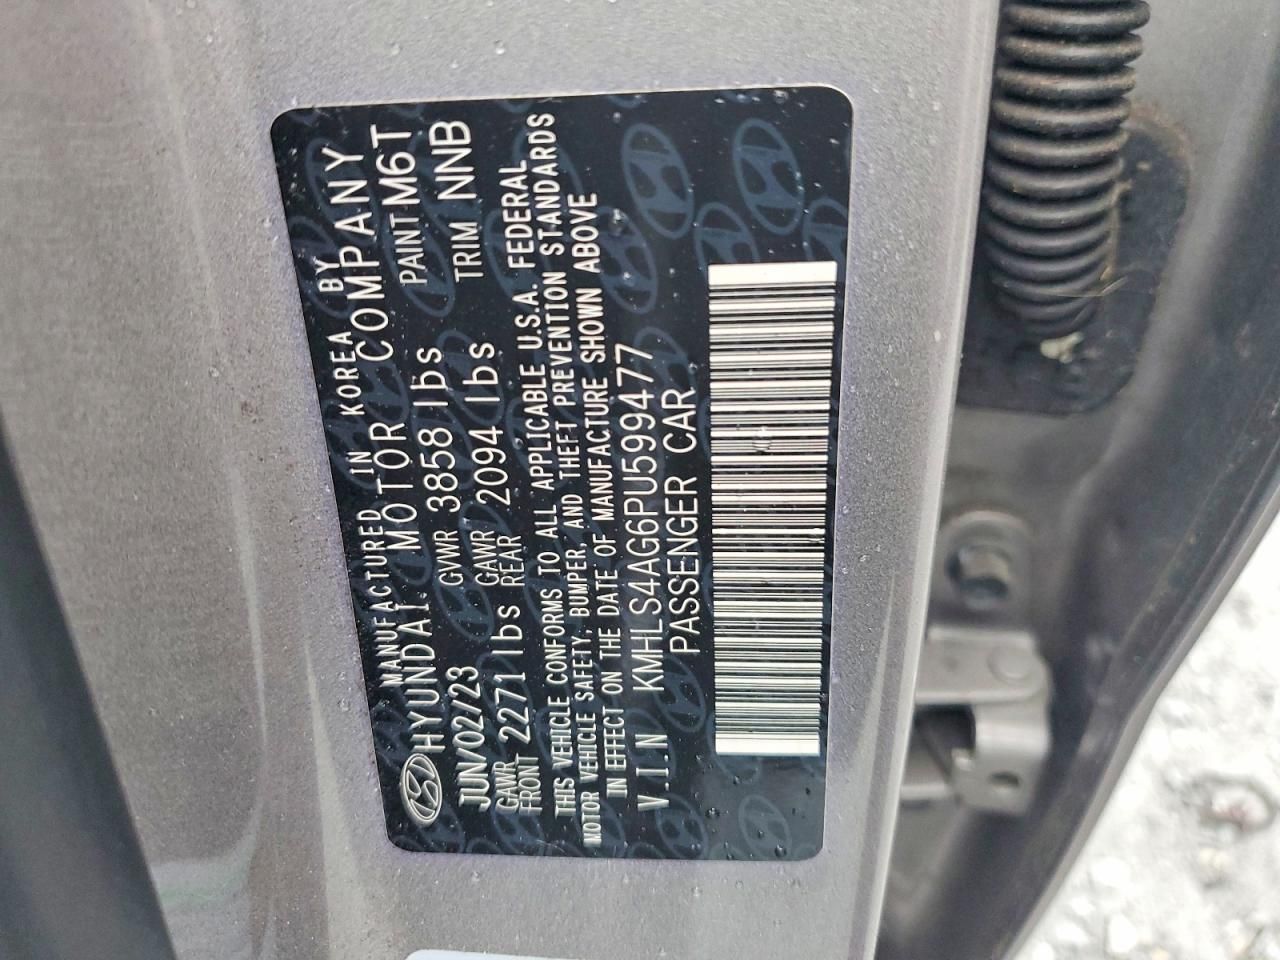 MANUFACTURED IN KOREA BY
HYUNDAI MOTOR COMPANY
JUN/02/23 GVWR 3858 lbs PAINT M6T
GAWR FRONT 2271 lbs GAWR REAR 2094 lbs TRIM NNB
THIS VEHICLE CONFORMS TO ALL APPLICABLE U.S.A. FEDERAL
MOTOR VEHICLE SAFETY, BUMPER, AND THEFT PREVENTION STANDARDS
IN EFFECT ON THE DATE OF MANUFACTURE SHOWN ABOVE
V.I.N KMHLS4AG6PU599477
PASSENGER CAR